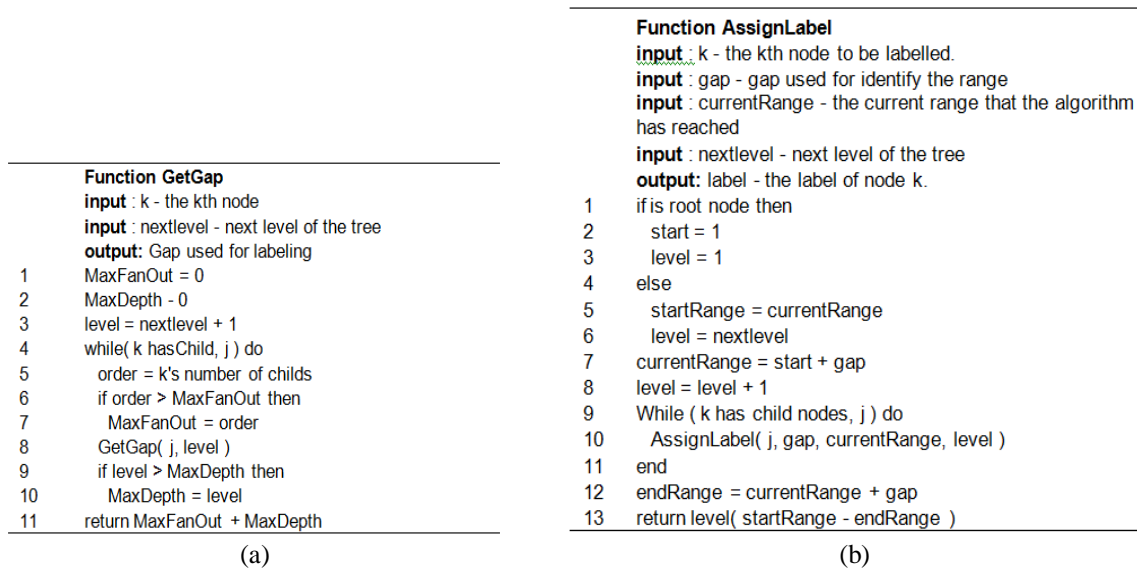 Function GetGap
input : k - the kth node
input : nextlevel - next level of the tree
output: Gap used for labeling
1 MaxFanOut = 0
2 MaxDepth - 0
3 level = nextlevel + 1
4 while( k hasChild, j ) do
5 order = k's number of childs
6 if order > MaxFanOut then
7 MaxFanOut = order
8 GetGap( j, level )
9 if level > MaxDepth then
10 MaxDepth = level
11 return MaxFanOut + MaxDepth
(a)
Function AssignLabel
input : k - the kth node to be labelled.
input : gap - gap used for identify the range
input : currentRange - the current range that the algorithm
has reached
input : nextlevel - next level of the tree
output: label - the label of node k.
1 if is root node then
2 start = 1
3 level = 1
4 else
5 startRange = currentRange
6 level = nextlevel
7 currentRange = start + gap
8 level = level + 1
9 While ( k has child nodes, j ) do
10 AssignLabel( j, gap, currentRange, level )
11 end
12 endRange = currentRange + gap
13 return level( startRange - endRange )
(b)